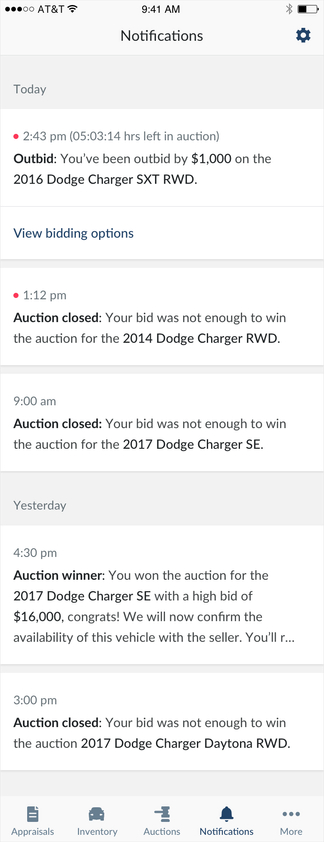 AT&T 9:41 AM
Notifications
Today
2:43 pm (05:03:14 hrs left in auction)
Outbid: You've been outbid by $1,000 on the
2016 Dodge Charger SXT RWD.
View bidding options
1:12 pm
Auction closed: Your bid was not enough to win
the auction for the 2014 Dodge Charger RWD.
9:00 am
Auction closed: Your bid was not enough to win
the auction for the 2017 Dodge Charger SE.
Yesterday
4:30 pm
Auction winner: You won the auction for the
2017 Dodge Charger SE with a high bid of
$16,000, congrats! We will now confirm the
availability of this vehicle with the seller. You'll r...
3:00 pm
Auction closed: Your bid was not enough to win
the auction 2017 Dodge Charger Daytona RWD.
Appraisals Inventory Auctions Notifications More